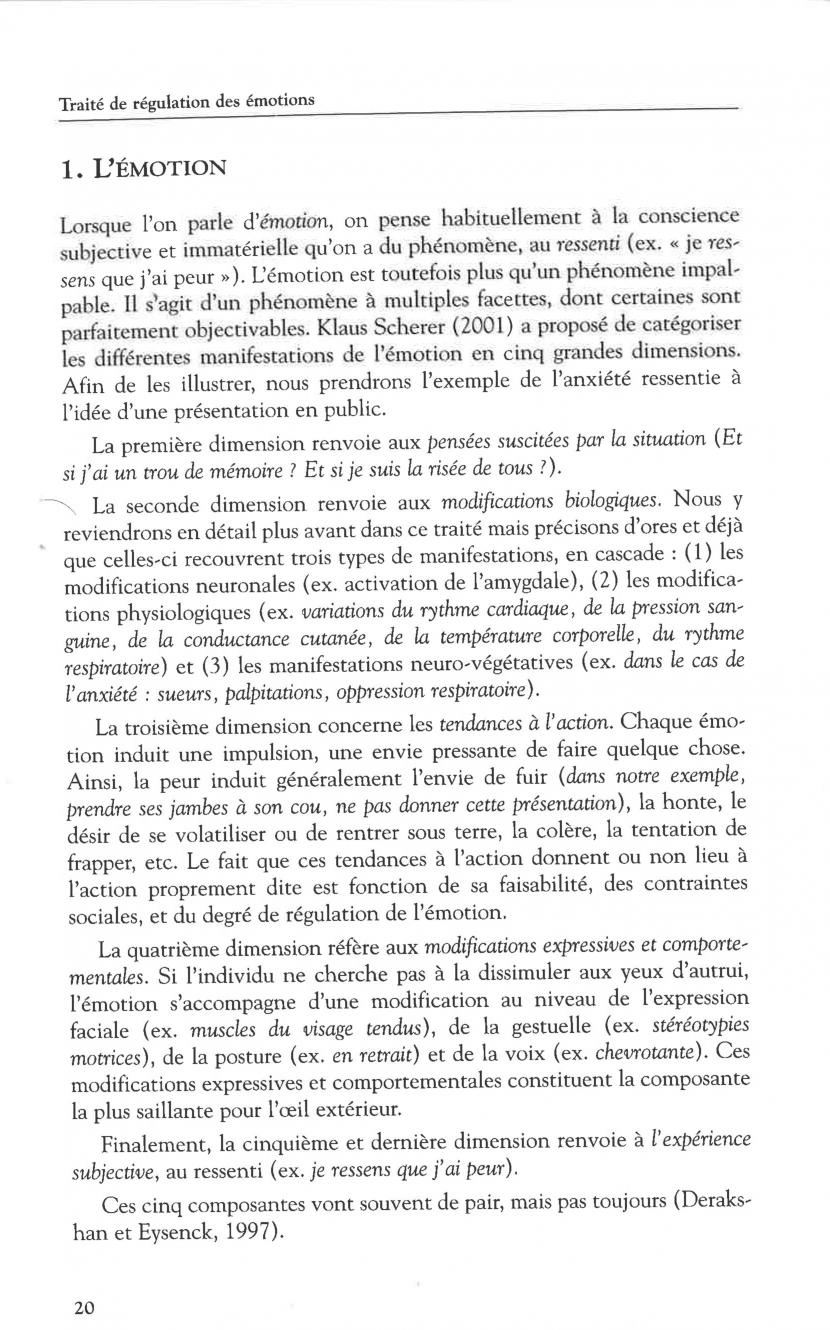 Traité de régulation des émotions
1. L'ÉMOTION
Lorsque l'on parle d'émotion, on pense habituellement à la conscience
subjective et immatérielle qu'on a du phénomène, au ressenti (ex. « je res-
sens que j'ai peur »). L'émotion est toutefois plus qu'un phénomène impal-
pable. Il s'agit d'un phénomène à multiples facettes, dont certaines sont
parfaitement objectivables. Klaus Scherer (2001) a proposé de catégoriser
les différentes manifestations de l'émotion en cinq grandes dimensions.
Afin de les illustrer, nous prendrons l'exemple de l'anxiété ressentie à
l'idée d'une présentation en public.
La première dimension renvoie aux pensées suscitées par la situation (Et
si j'ai un trou de mémoire ? Et si je suis la risée de tous ?).
La seconde dimension renvoie aux modifications biologiques. Nous y
reviendrons en détail plus avant dans ce traité mais précisons d'ores et déjà
que celles-ci recouvrent trois types de manifestations, en cascade : (1) les
modifications neuronales (ex. activation de l'amygdale), (2) les modifica-
tions physiologiques (ex. variations du rythme cardiaque, de la pression san-
guine, de la conductance cutanée, de la température corporelle, du rythme
respiratoire) et (3) les manifestations neuro-végétatives (ex. dans le cas de
l'anxiété : sueurs, palpitations, oppression respiratoire).
La troisième dimension concerne les tendances à l'action. Chaque émo-
tion induit une impulsion, une envie pressante de faire quelque chose.
Ainsi, la peur induit généralement l'envie de fuir (dans notre exemple,
prendre ses jambes à son cou, ne pas donner cette présentation), la honte, le
désir de se volatiliser ou de rentrer sous terre, la colère, la tentation de
frapper, etc. Le fait que ces tendances à l'action donnent ou non lieu à
l'action proprement dite est fonction de sa faisabilité, des contraintes
sociales, et du degré de régulation de l'émotion.
La quatrième dimension réfère aux modifications expressives et comporte-
mentales. Si l'individu ne cherche pas à la dissimuler aux yeux d'autrui,
l'émotion s'accompagne d'une modification au niveau de l'expression
faciale (ex. muscles du visage tendus), de la gestuelle (ex. stéréotypies
motrices), de la posture (ex. en retrait) et de la voix (ex. chevrotante). Ces
modifications expressives et comportementales constituent la composante
la plus saillante pour l'œil extérieur.
Finalement, la cinquième et dernière dimension renvoie à l'expérience
subjective, au ressenti (ex. je ressens que j'ai peur).
Ces cinq composantes vont souvent de pair, mais pas toujours (Deraks-
han et Eysenck, 1997).
20